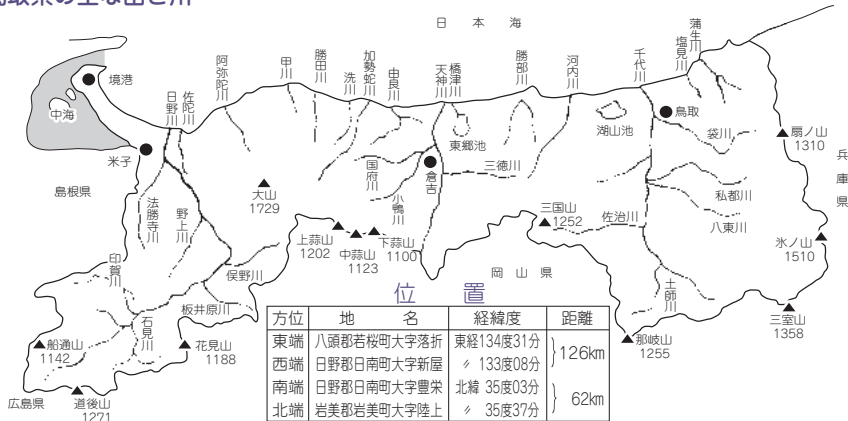 日本海
境港
中海
米子
島根県
日野川
佐陀川
阿弥陀川
甲川
勝田川
洗川
加勢蛇川
由良川
天神川
橋津川
勝部川
河内川
千代川
塩見川
蒲生川
東郷池
湖山池
鳥取
袋川
扇ノ山
1310
兵庫県
倉吉
三徳川
国府川
小鴨川
大山
1729
法勝寺川
野上川
私都川
八東川
三国山
1252
佐治川
氷ノ山
1510
上蒜山
1202
中蒜山
1123
下蒜山
1100
岡山県
印賀川
俣野川
板井原川
石見川
土師川
三室山
1358
那岐山
1255
船通山
1142
花見山
1188
広島県
道後山
1271
位置
方位 地名 経緯度 距離
東端 八頭郡若桜町大字落折 東経134度31分
西端 日野郡日南町大字新屋 〃 133度08分
126km
南端 日野郡日南町大字豊栄 北緯 35度03分
北端 岩美郡岩美町大字陸上 〃 35度37分
62km